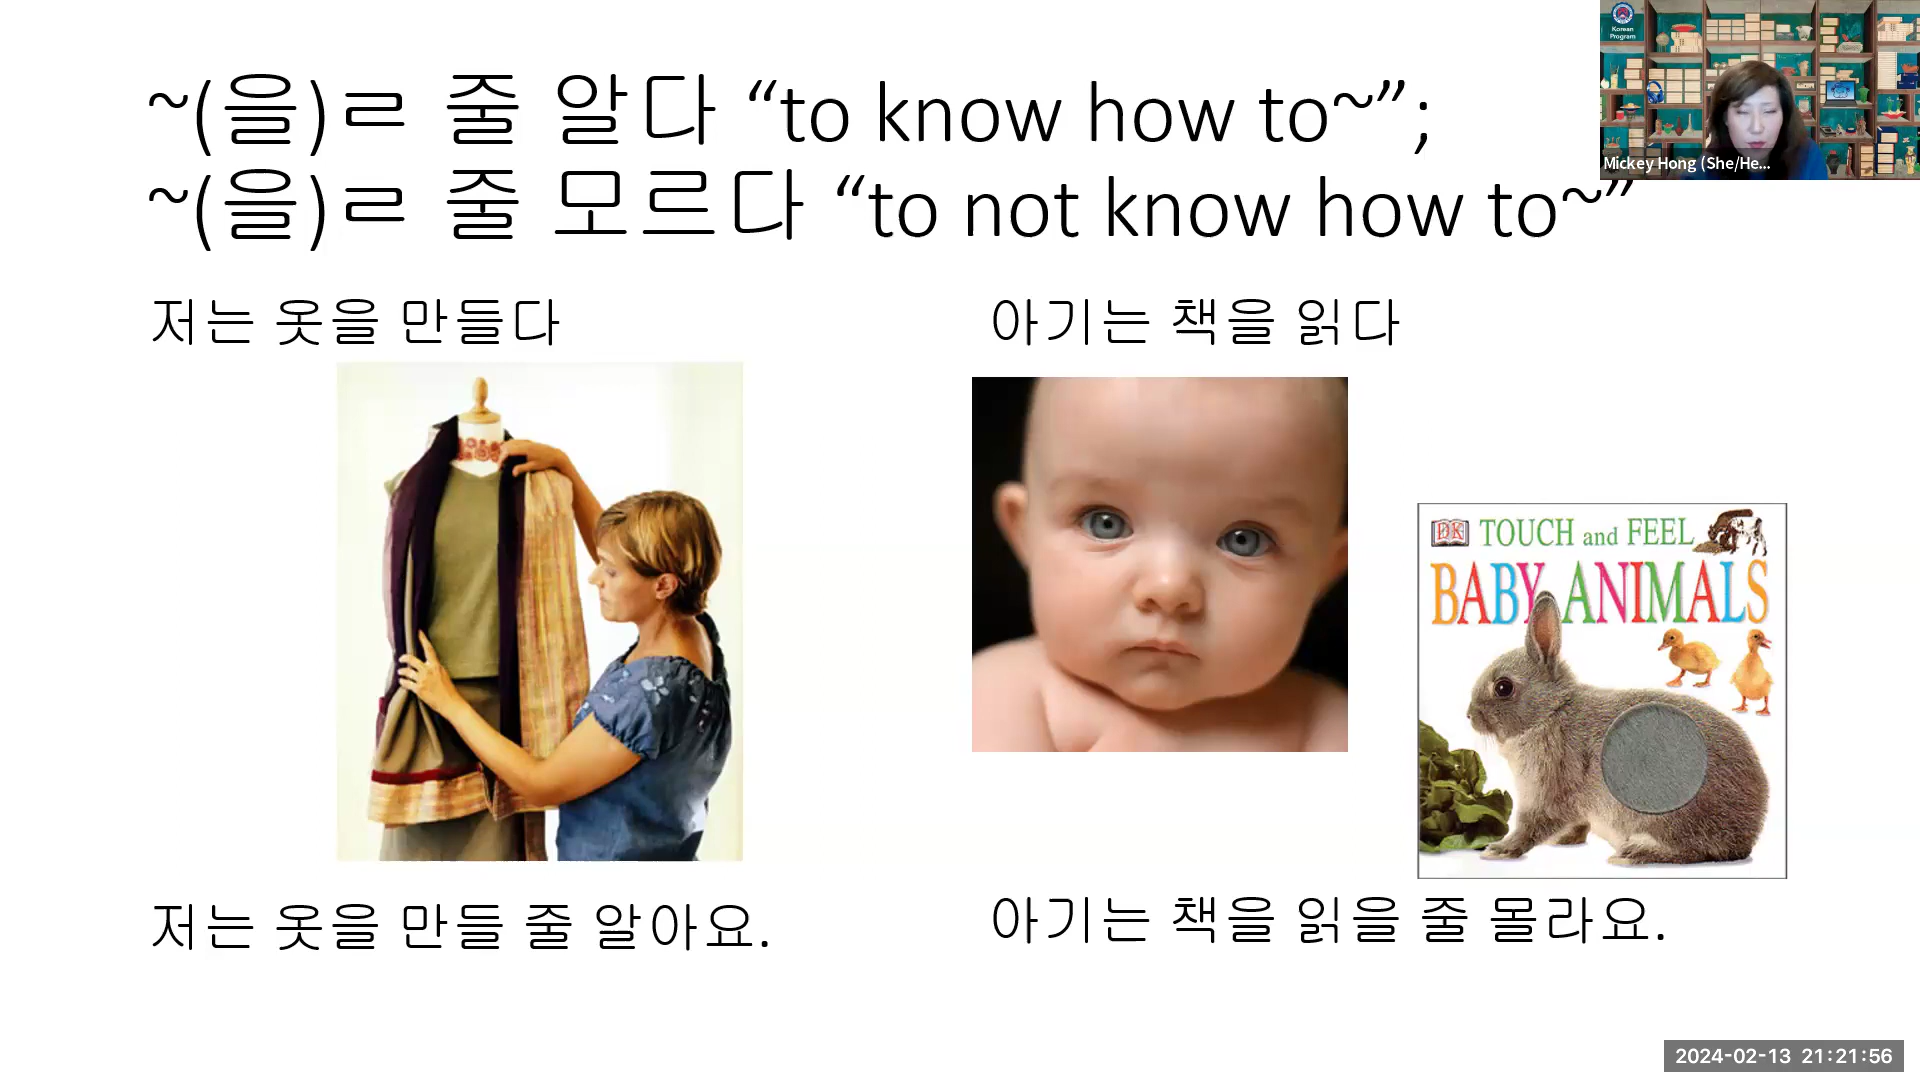 ~(을)ㄹ 줄 알다 “to know how to~”;
~(을)ㄹ 줄 모르다 “to not know how to~”
Korean
Program
Mickey Hong (She/He...
저는 옷을 만들다
아기는 책을 읽다
DK TOUCH and FEEL
BABY ANIMALS
저는 옷을 만들 줄 알아요.
아기는 책을 읽을 줄 몰라요.
2024-02-13 21:21:56